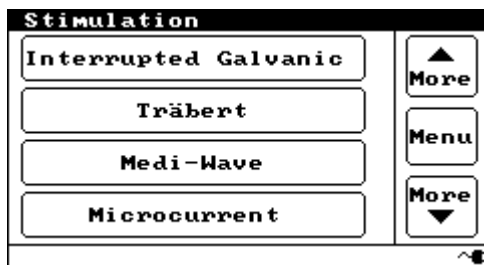 Stimulation
Interrupted Galvanic
More
Träbert
Menu
Medi-Wave
More
Microcurrent